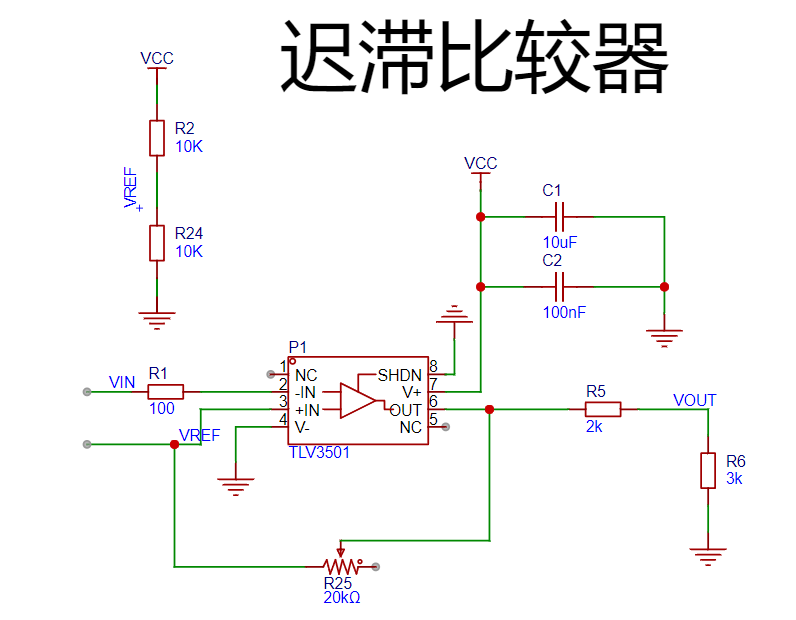 迟滞比较器
VCC
R2
10K
VREF
+
R24
10K
VCC
C1
10uF
C2
100nF
P1
VIN
R1
100
1
NC
2
-IN
3
+IN
4
V-
SHDN
8
V+
7
OUT
6
NC
5
TLV3501
VREF
R5
2k
VOUT
R6
3k
R25
20kΩ